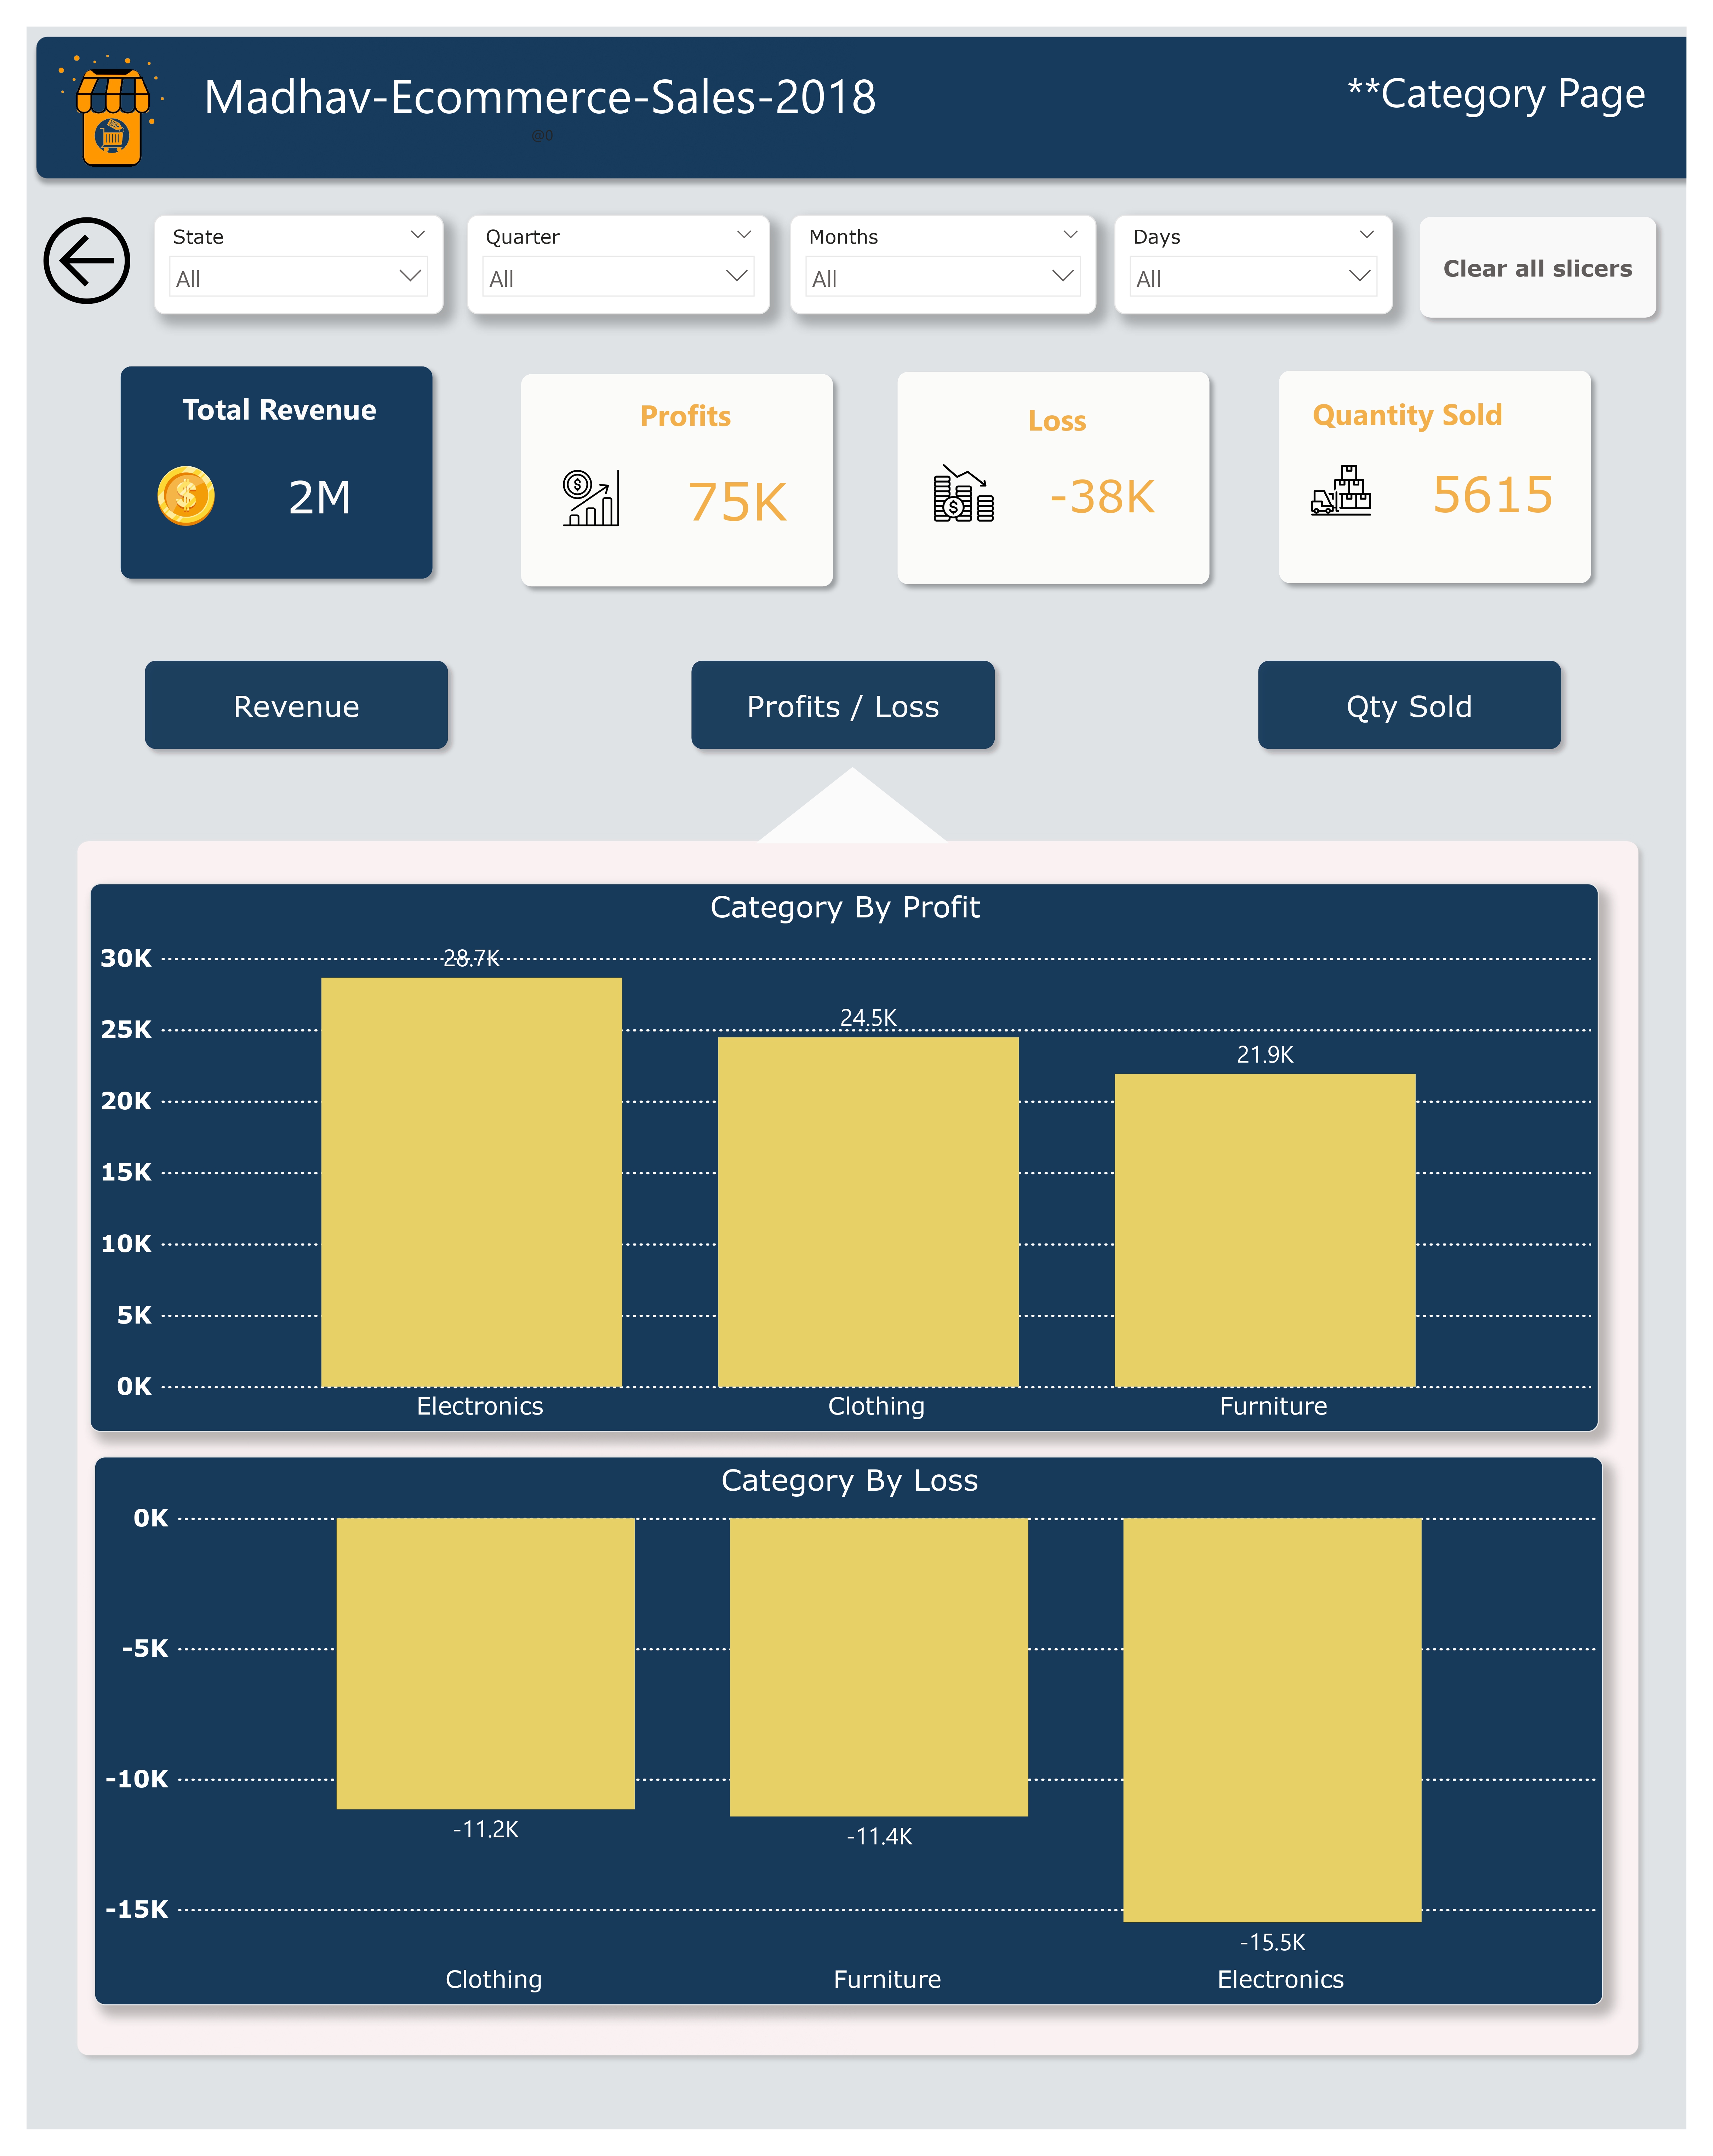 Madhav-Ecommerce-Sales-2018
**Category Page
@0
State
All
Quarter
All
Months
All
Days
All
Clear all slicers
Total Revenue
2M
Profits
75K
Loss
-38K
Quantity Sold
5615
Revenue
Profits / Loss
Qty Sold
Category By Profit
30K
25K
20K
15K
10K
5K
0K
28.7K
24.5K
21.9K
Electronics
Clothing
Furniture
Category By Loss
0K
-5K
-10K
-15K
-11.2K
-11.4K
-15.5K
Clothing
Furniture
Electronics